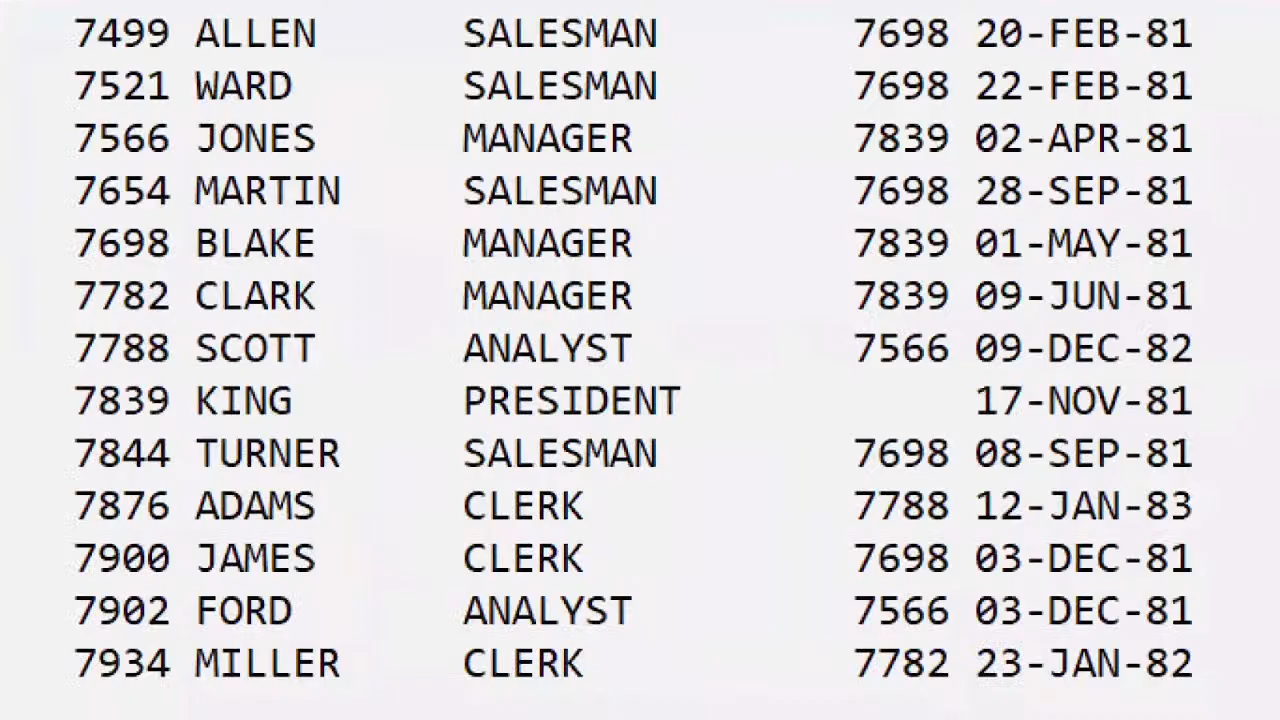 7499 ALLEN SALESMAN 7698 20-FEB-81
7521 WARD SALESMAN 7698 22-FEB-81
7566 JONES MANAGER 7839 02-APR-81
7654 MARTIN SALESMAN 7698 28-SEP-81
7698 BLAKE MANAGER 7839 01-MAY-81
7782 CLARK MANAGER 7839 09-JUN-81
7788 SCOTT ANALYST 7566 09-DEC-82
7839 KING PRESIDENT 17-NOV-81
7844 TURNER SALESMAN 7698 08-SEP-81
7876 ADAMS CLERK 7788 12-JAN-83
7900 JAMES CLERK 7698 03-DEC-81
7902 FORD ANALYST 7566 03-DEC-81
7934 MILLER CLERK 7782 23-JAN-82